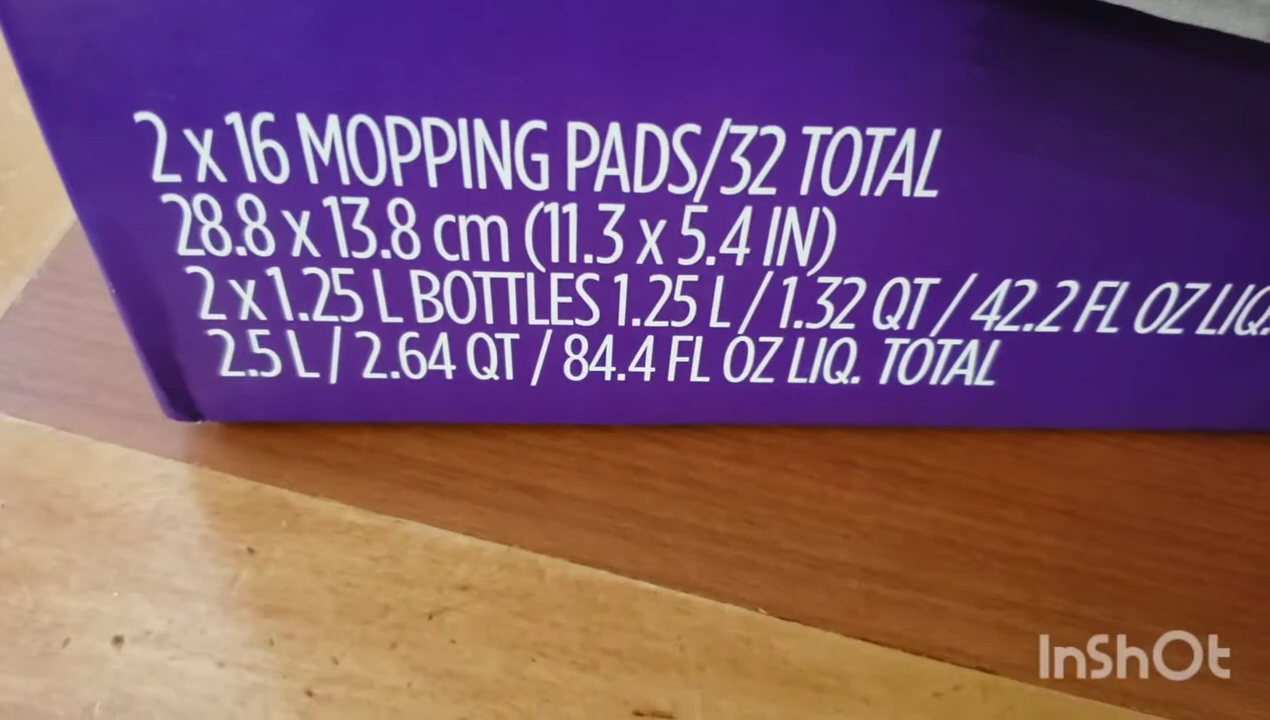 2 x 16 MOPPING PADS/32 TOTAL
28.8 x 13.8 cm (11.3 x 5.4 IN)
2 x 1.25 L BOTTLES 1.25 L / 1.32 QT / 42.2 FL OZ LIQ.
2.5 L / 2.64 QT / 84.4 FL OZ LIQ. TOTAL
InShOt